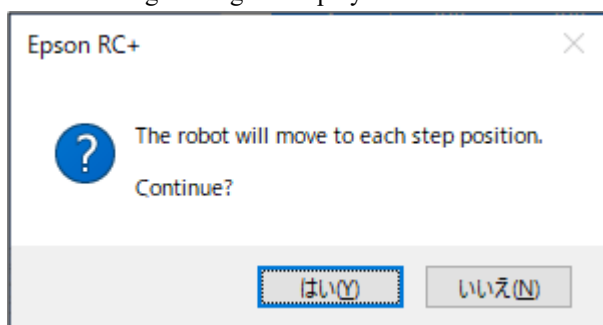 Epson RC+
The robot will move to each step position.
Continue?
はい(Y)
いいえ(N)